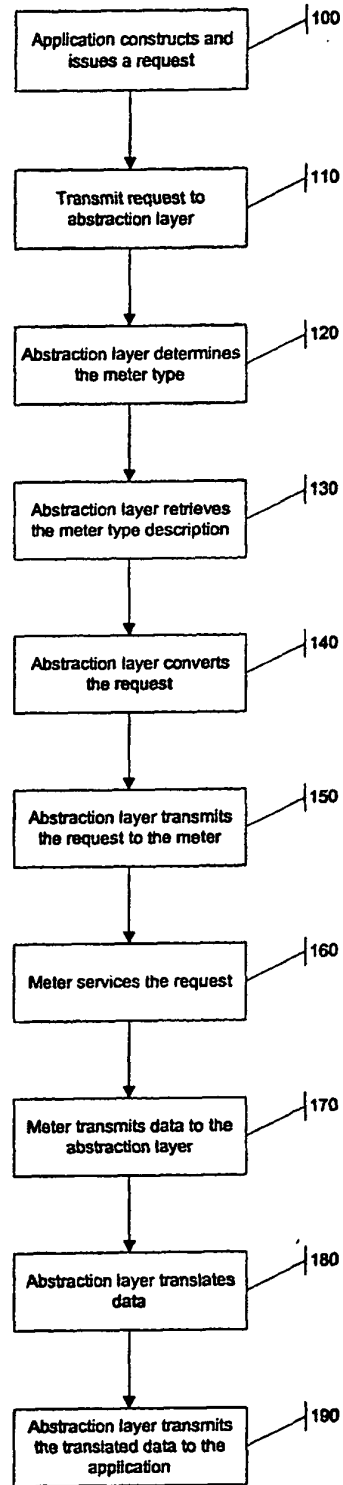 Application constructs and
issues a request
100
Transmit request to
abstraction layer
110
Abstraction layer determines
the meter type
120
Abstraction layer retrieves
the meter type description
130
Abstraction layer converts
the request
140
Abstraction layer transmits
the request to the meter
150
Meter services the request
160
Meter transmits data to the
abstraction layer
170
Abstraction layer translates
data
180
Abstraction layer transmits
the translated data to the
application
190